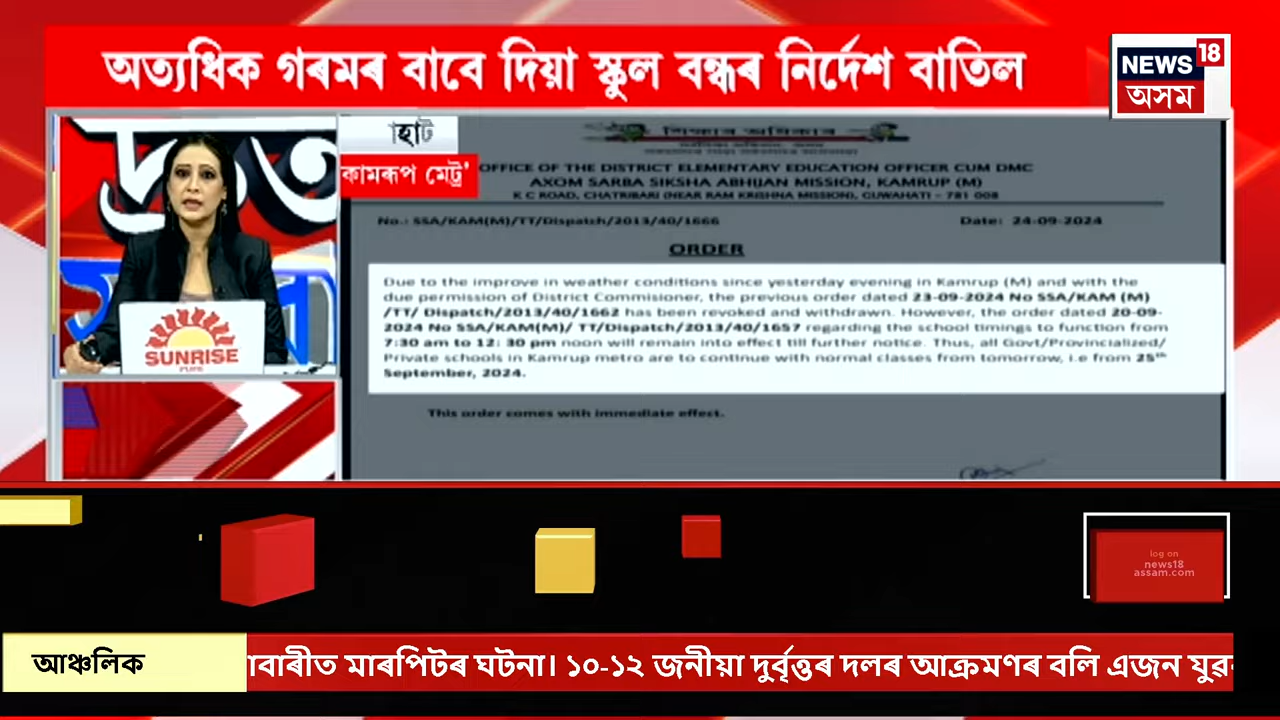 অত্যধিক গৰমৰ বাবে দিয়া স্কুল বন্ধৰ নিৰ্দেশ বাতিল
NEWS 18
অসম
কামৰূপ মেট্ৰ'
শিক্ষাৰ অধিকাৰ
OFFICE OF THE DISTRICT ELEMENTARY EDUCATION OFFICER CUM DMC
AXOM SARBA SIKSHA ABHIJAN MISSION, KAMRUP (M)
K C ROAD, CHATRIBARI (NEAR RAM KRISHNA MISSION), GUWAHATI – 781 008
No.: SSA/KAM(M)/TT/Dispatch/2013/40/1666 Date: 24-09-2024
ORDER
Due to the improve in weather conditions since yesterday evening in Kamrup (M) and with the
due permission of District Commisioner, the previous order dated 23-09-2024 No SSA/KAM (M)
/TT/ Dispatch/2013/40/1662 has been revoked and withdrawn. However, the order dated 20-09-
2024 No SSA/KAM(M)/ TT/Dispatch/2013/40/1657 regarding the school timings to function from
7:30 am to 12: 30 pm noon will remain into effect till further notice. Thus, all Govt/Provincialized/
Private schools in Kamrup metro are to continue with normal classes from tomorrow, i.e from 25th
September, 2024.
This order comes with immediate effect.
SUNRISE
PURE
log on
news18
assam.com
আঞ্চলিক
মাৰপিটৰ ঘটনা। ১০-১২ জনীয়া দুৰ্বৃত্তৰ দলৰ আক্ৰমণৰ বলি এজন